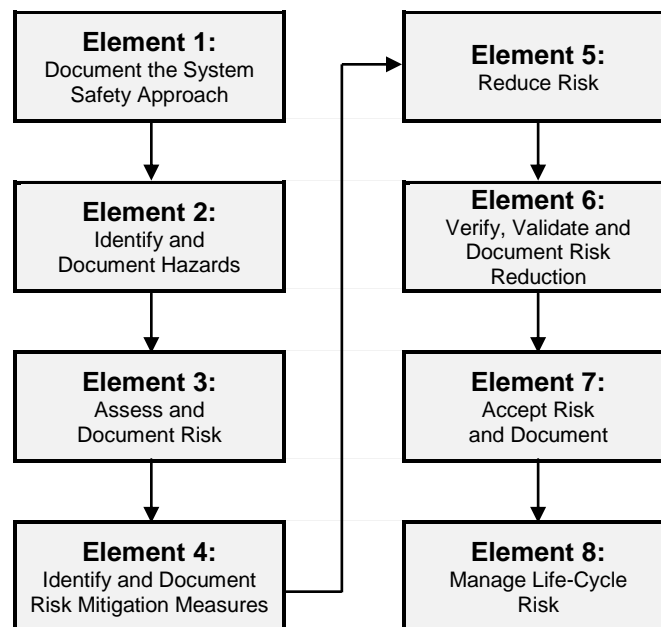 Element 1:
Document the System
Safety Approach
Element 2:
Identify and
Document Hazards
Element 3:
Assess and
Document Risk
Element 4:
Identify and Document
Risk Mitigation Measures
Element 5:
Reduce Risk
Element 6:
Verify, Validate and
Document Risk
Reduction
Element 7:
Accept Risk
and Document
Element 8:
Manage Life-Cycle
Risk